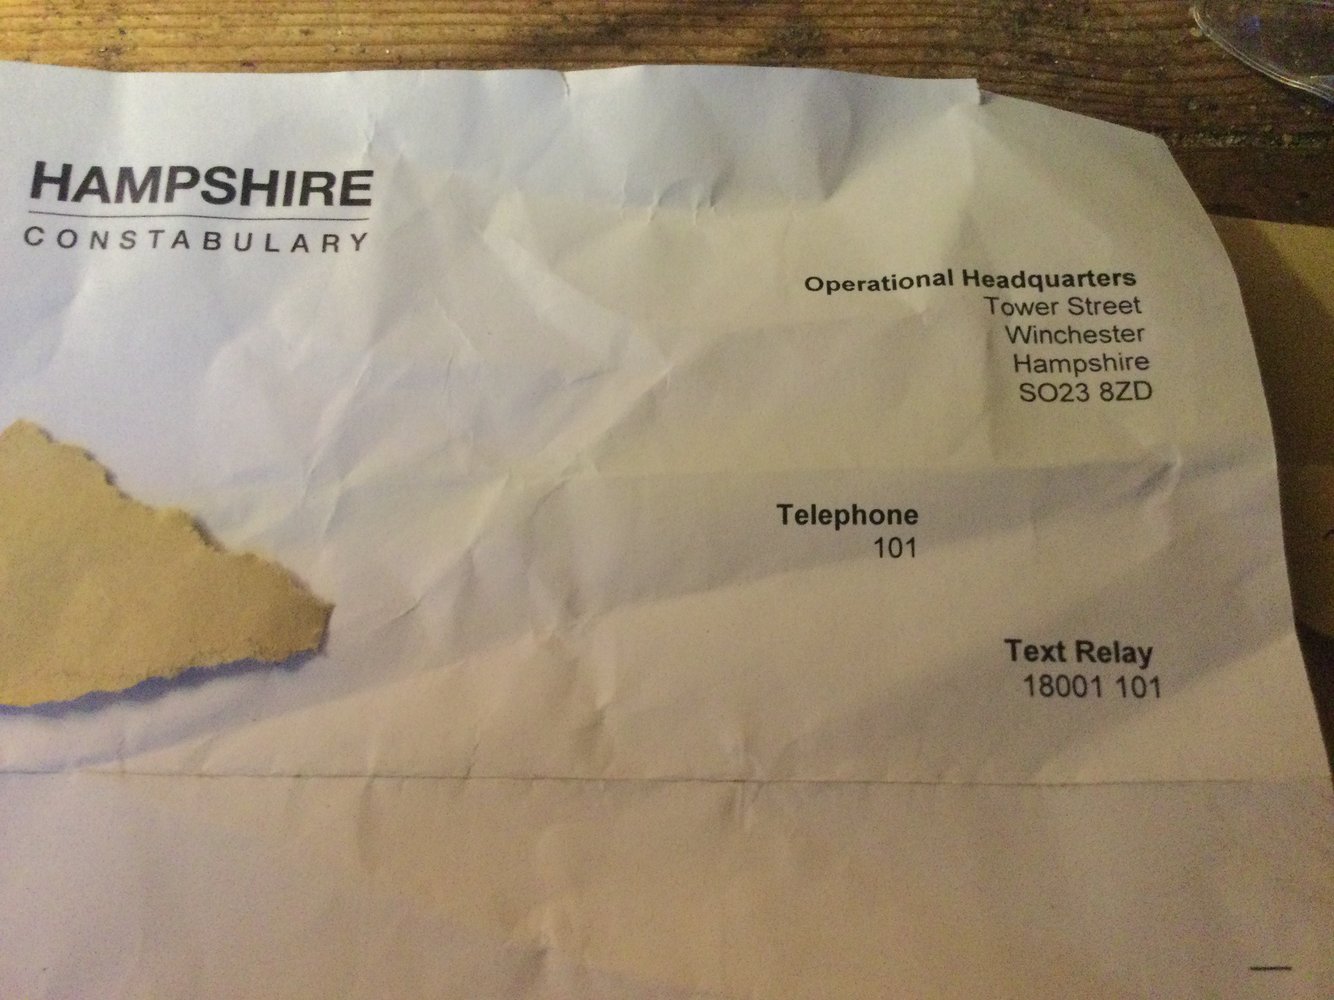 HAMPSHIRE
CONSTABULARY
Operational Headquarters
Tower Street
Winchester
Hampshire
SO23 8ZD
Telephone
101
Text Relay
18001 101